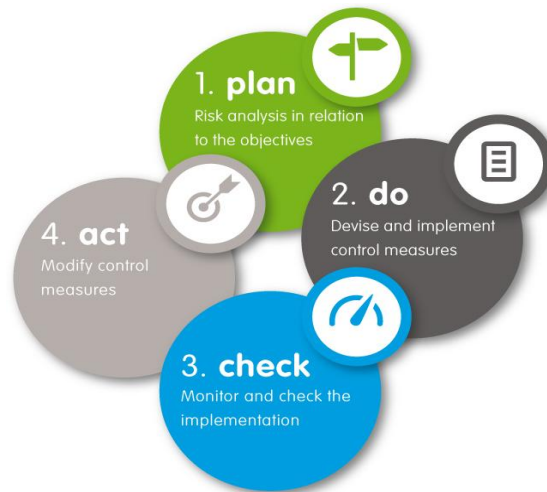 1. plan
Risk analysis in relation
to the objectives
2. do
Devise and implement
control measures
3. check
Monitor and check the
implementation
4. act
Modify control
measures